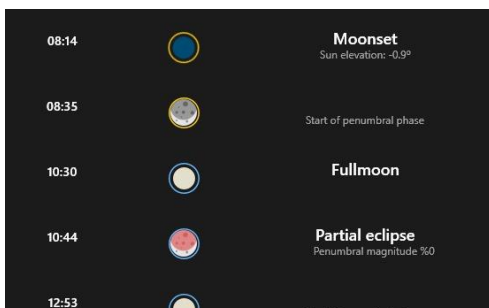 08:14
Moonset
Sun elevation: -0.9º
08:35
Start of penumbral phase
10:30
Fullmoon
10:44
Partial eclipse
Penumbral magnitude %0
12:53